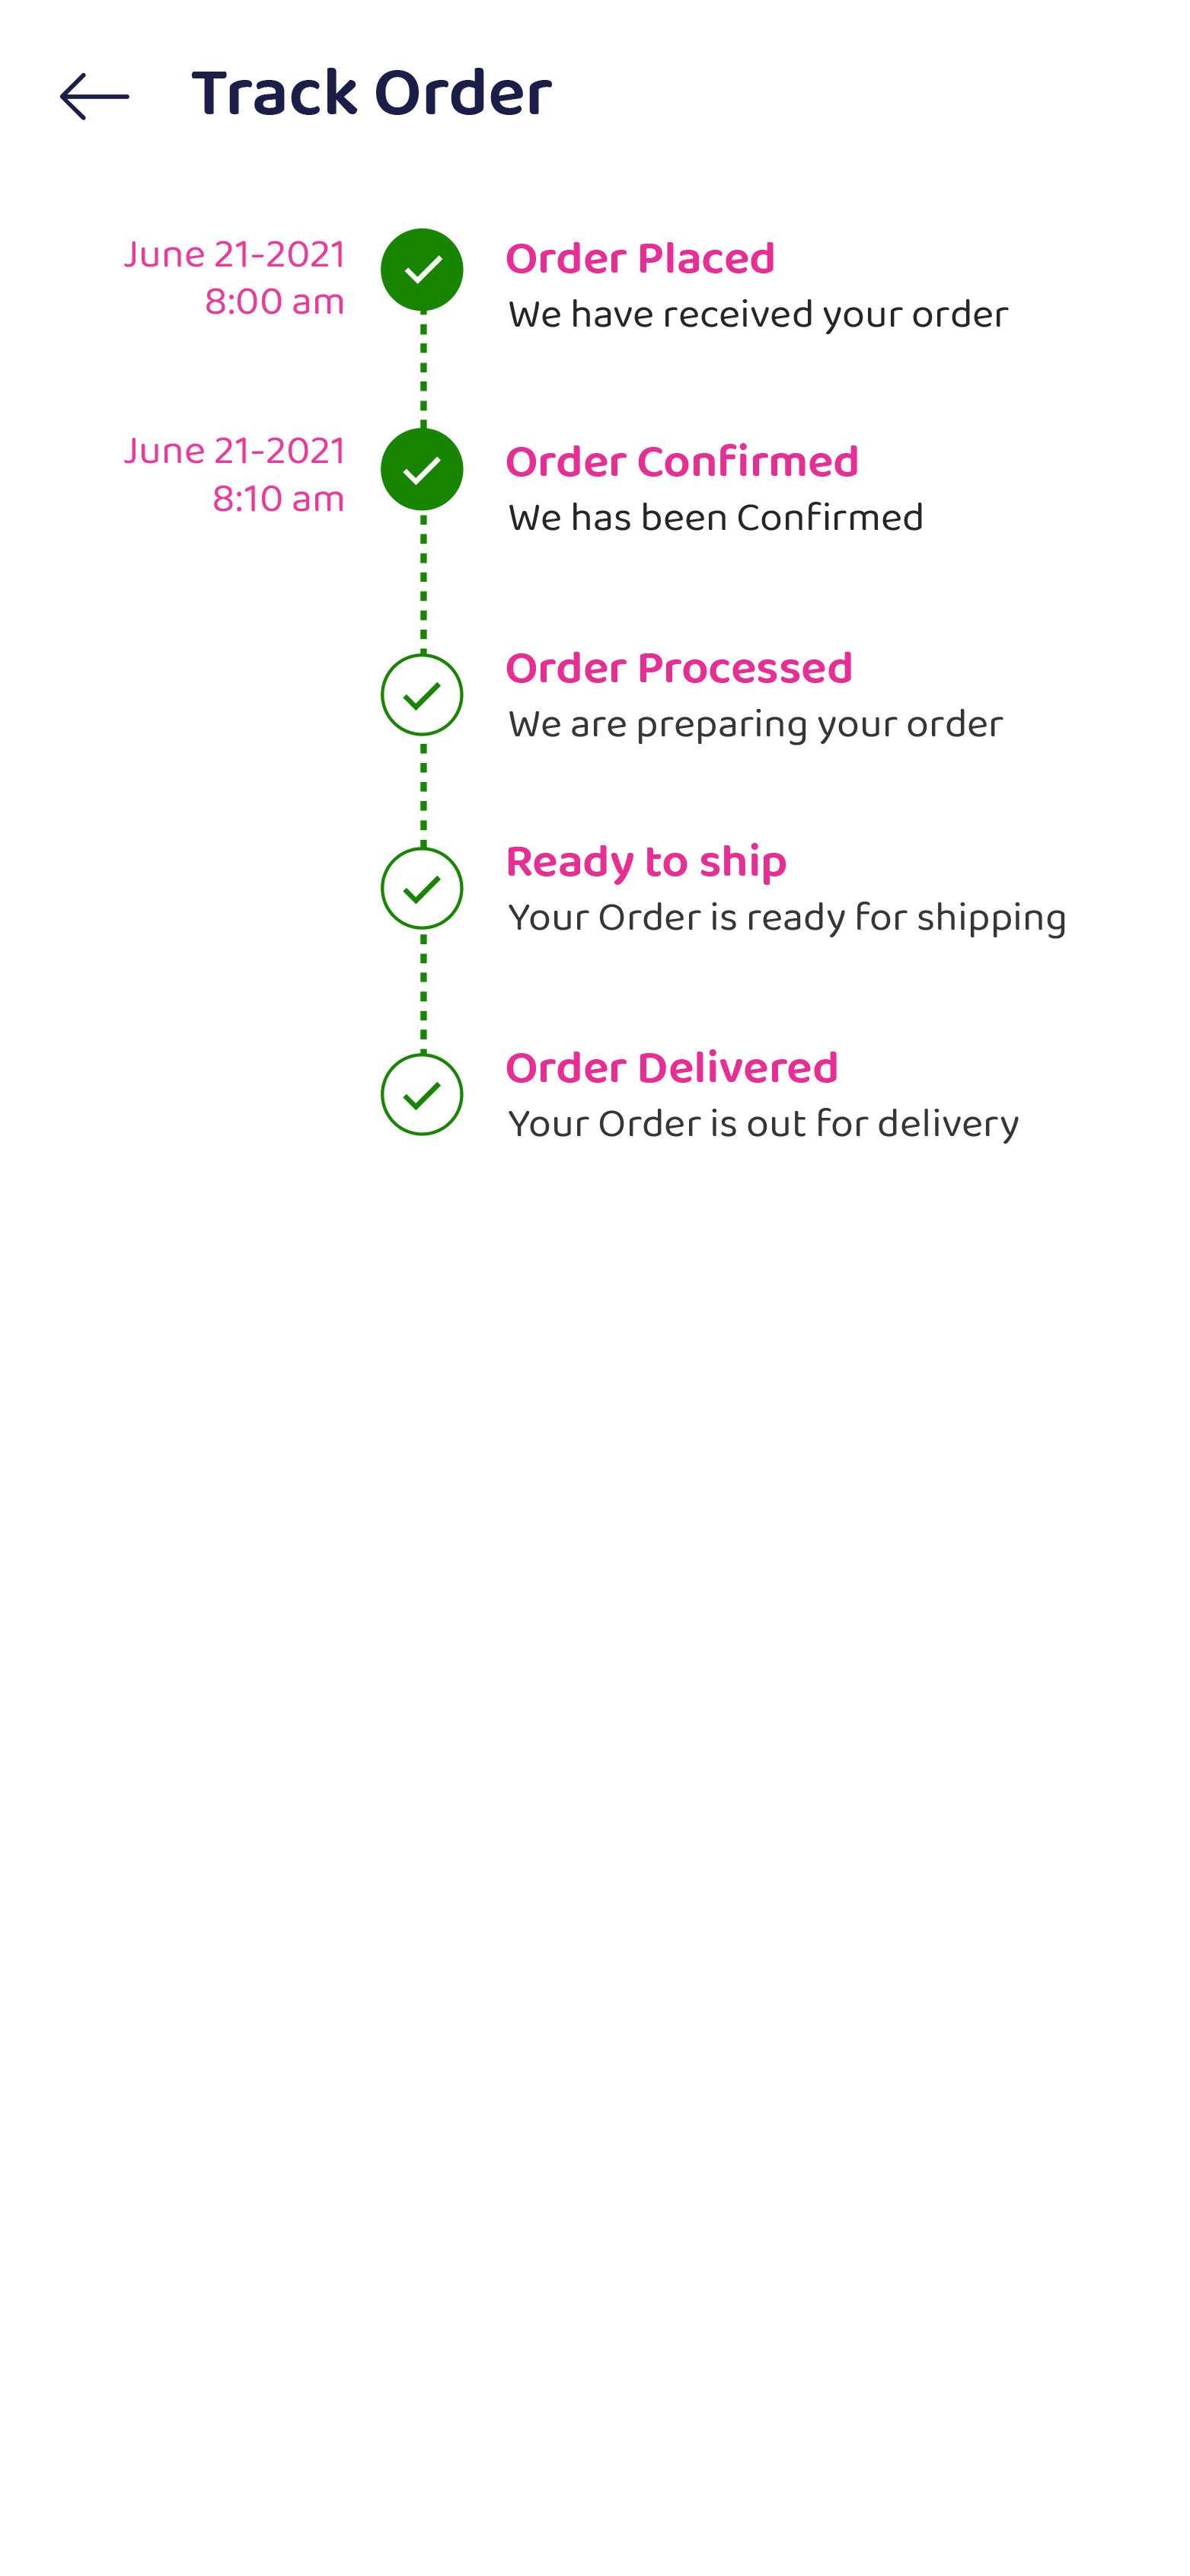 Track Order
June 21-2021
8:00 am
Order Placed
We have received your order
June 21-2021
8:10 am
Order Confirmed
We has been Confirmed
Order Processed
We are preparing your order
Ready to ship
Your Order is ready for shipping
Order Delivered
Your Order is out for delivery